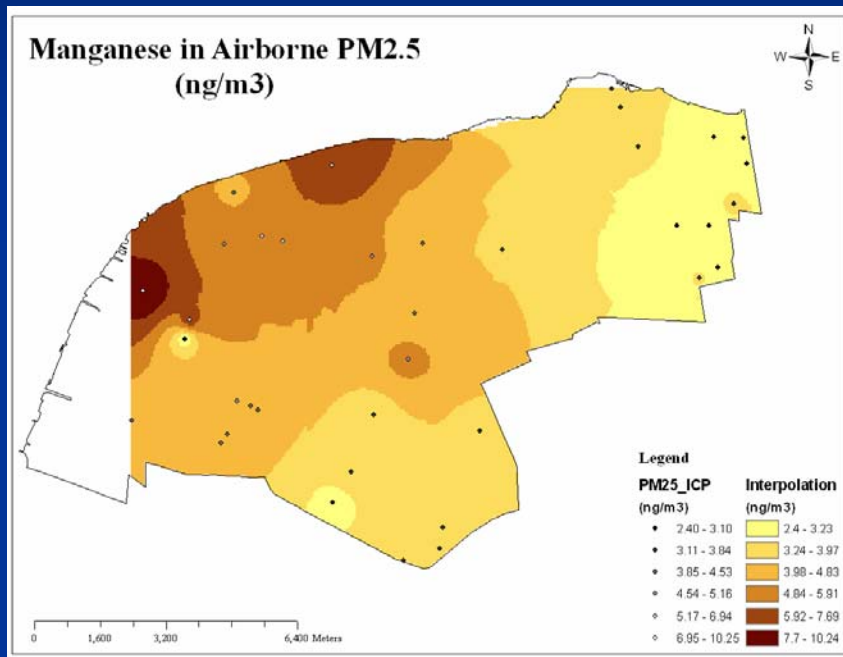 Manganese in Airborne PM2.5
(ng/m3)
N
W E
S
Legend
PM25_ICP Interpolation
(ng/m3) (ng/m3)
2.40 - 3.10 2.4 - 3.23
3.11 - 3.84 3.24 - 3.97
3.85 - 4.53 3.98 - 4.83
4.54 - 5.16 4.84 - 5.91
5.17 - 6.94 5.92 - 7.69
6.95 - 10.25 7.7 - 10.24
0 1,600 3,200 6,400 Meters